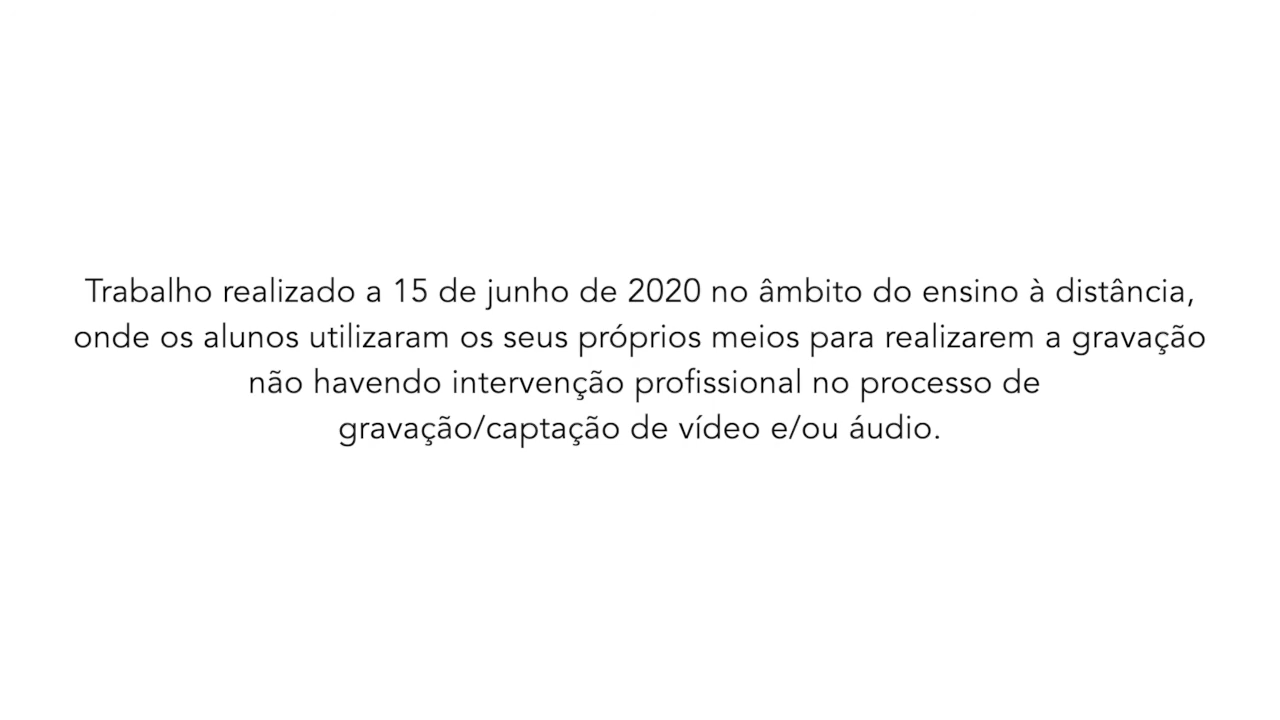 Trabalho realizado a 15 de junho de 2020 no âmbito do ensino à distância,
onde os alunos utilizaram os seus próprios meios para realizarem a gravação
não havendo intervenção profissional no processo de
gravação/captação de vídeo e/ou áudio.